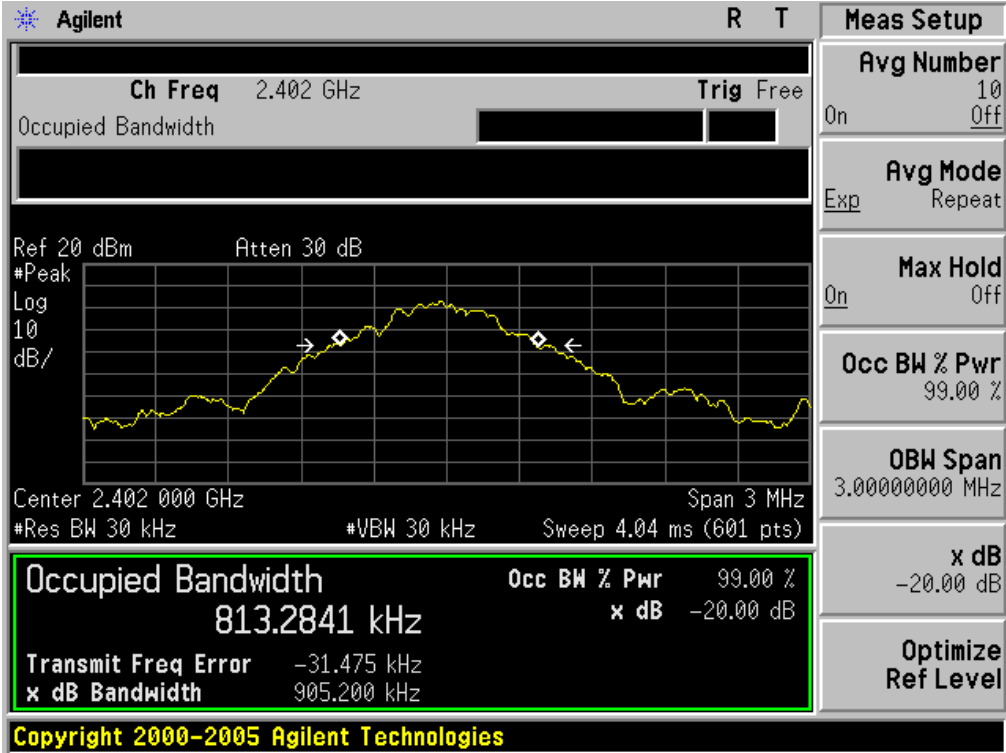 Agilent R T
Ch Freq 2.402 GHz Trig Free
Occupied Bandwidth
Ref 20 dBm Atten 30 dB
#Peak
Log
10
dB/
Center 2.402 000 GHz Span 3 MHz
#Res BW 30 kHz #VBW 30 kHz Sweep 4.04 ms (601 pts)
Occupied Bandwidth Occ BW % Pwr 99.00 %
813.2841 kHz x dB -20.00 dB
Transmit Freq Error -31.475 kHz
x dB Bandwidth 905.200 kHz
Copyright 2000-2005 Agilent Technologies
Meas Setup
Avg Number
10
On Off
Avg Mode
Exp Repeat
Max Hold
On Off
Occ BW % Pwr
99.00 %
OBW Span
3.00000000 MHz
x dB
-20.00 dB
Optimize
Ref Level